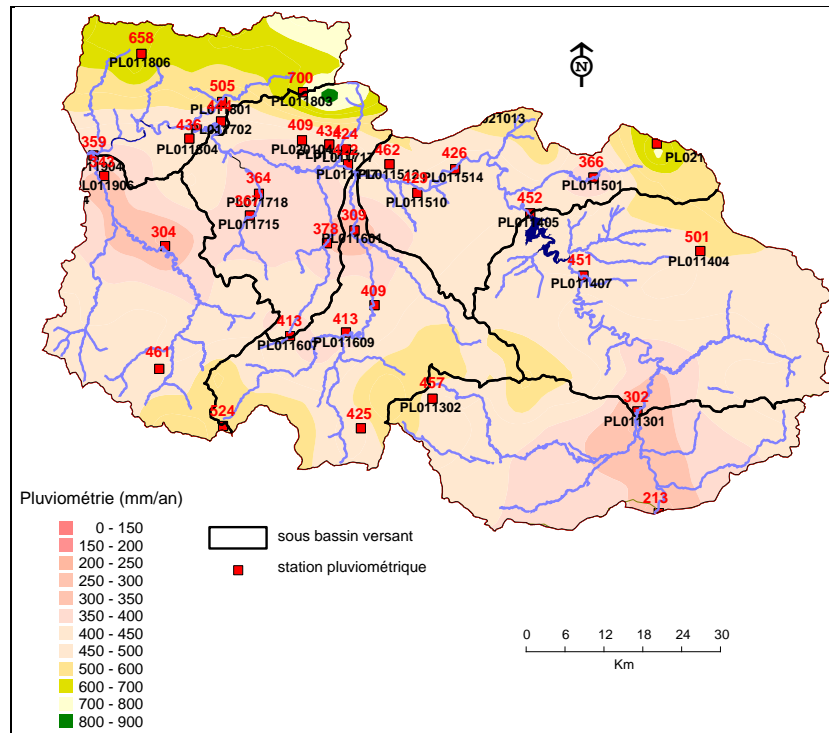 658
PL011806
505
700
PL011803
PL011801
436
PL011804
409
434
424
462
426
PL011512
PL011514
429
PL011510
366
PL011501
PL021
359
PL011906
364
PL011718
PL011715
452
501
PL011404
304
378
309
PL011601
451
PL011407
409
413
PL011607
413
PL011609
461
524
425
457
PL011302
302
PL011301
213
Pluviométrie (mm/an)
0 - 150
150 - 200
200 - 250
250 - 300
300 - 350
350 - 400
400 - 450
450 - 500
500 - 600
600 - 700
700 - 800
800 - 900
sous bassin versant
station pluviométrique
N
0 6 12 18 24 30
Km